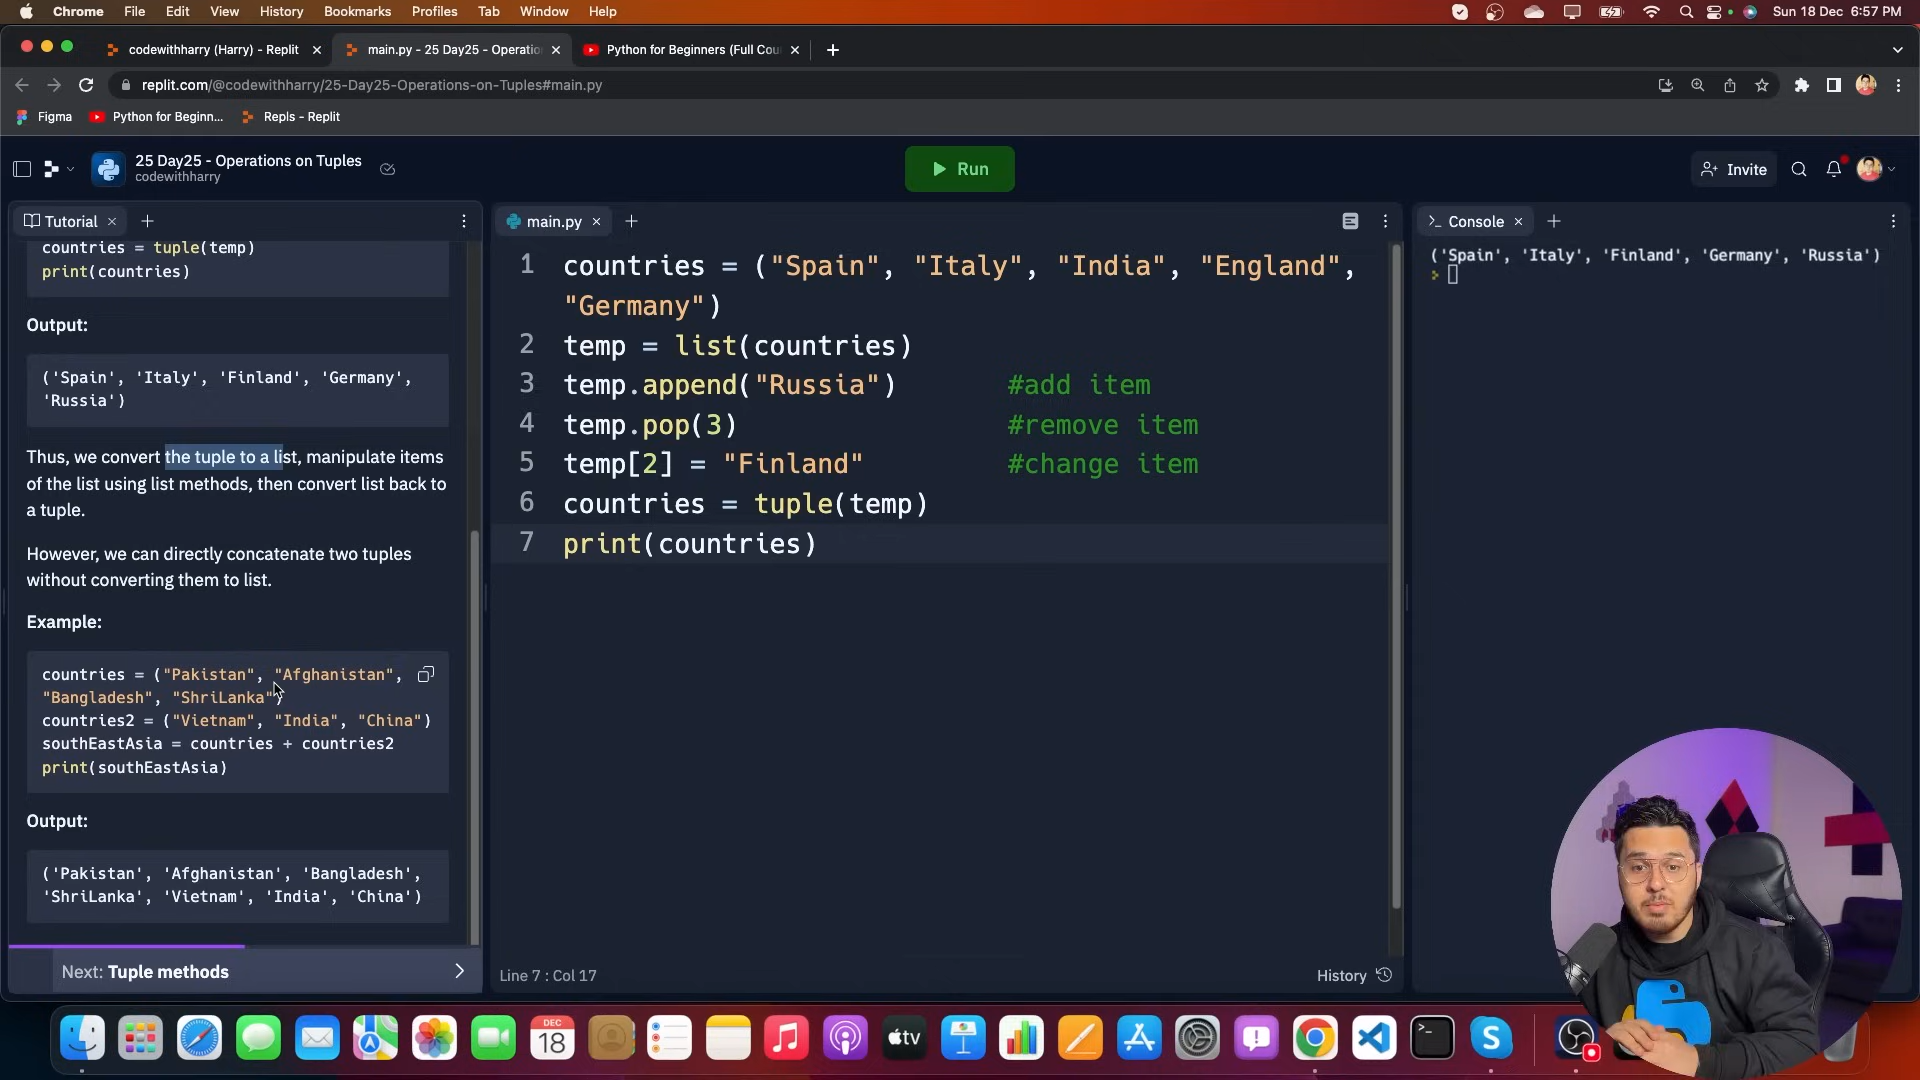 Chrome File Edit View History Bookmarks Profiles Tab Window Help Sun 18 Dec 6:57 PM
codewithharry (Harry) - Replit main.py - 25 Day25 - Operatio Python for Beginners (Full Cou
replit.com/@codewithharry/25-Day25-Operations-on-Tuples#main.py
Figma Python for Beginn... Repls - Replit
25 Day25 - Operations on Tuples
codewithharry
Run
Invite
Tutorial
countries = tuple(temp)
print(countries)
Output:
('Spain', 'Italy', 'Finland', 'Germany',
'Russia')
Thus, we convert the tuple to a list, manipulate items
of the list using list methods, then convert list back to
a tuple.
However, we can directly concatenate two tuples
without converting them to list.
Example:
countries = ("Pakistan", "Afghanistan",
"Bangladesh", "ShriLanka")
countries2 = ("Vietnam", "India", "China")
southEastAsia = countries + countries2
print(southEastAsia)
Output:
('Pakistan', 'Afghanistan', 'Bangladesh',
'ShriLanka', 'Vietnam', 'India', 'China')
Next: Tuple methods
main.py
1 countries = ("Spain", "Italy", "India", "England",
"Germany")
2 temp = list(countries)
3 temp.append("Russia") #add item
4 temp.pop(3) #remove item
5 temp[2] = "Finland" #change item
6 countries = tuple(temp)
7 print(countries)
Line 7 : Col 17
History
Console
('Spain', 'Italy', 'Finland', 'Germany', 'Russia')
DEC
18
tv